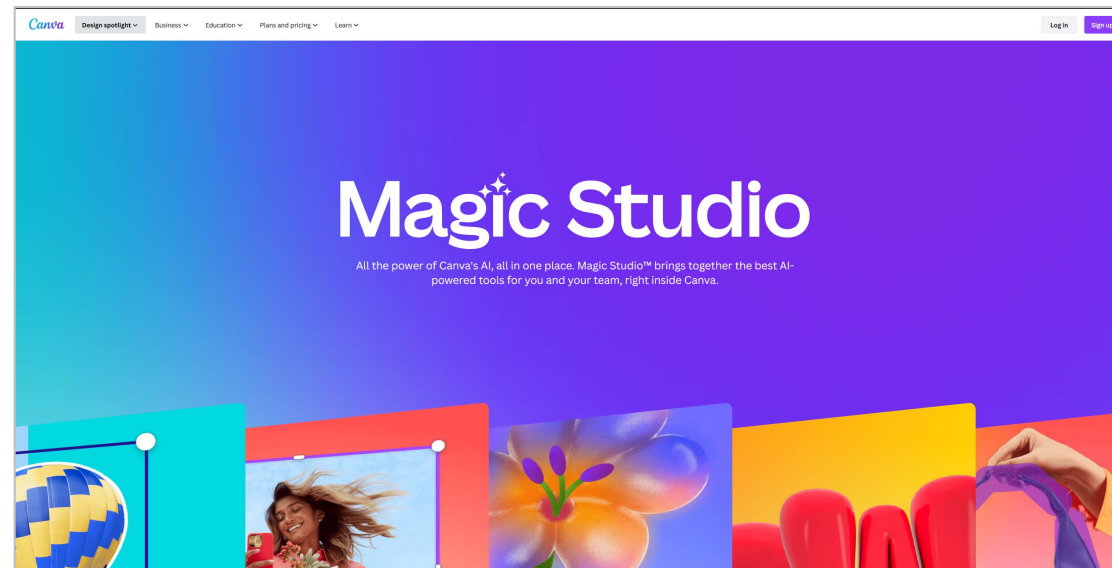 Canva Design spotlight Business Education Plans and pricing Learn Log in Sign up
Magic Studio
All the power of Canva's AI, all in one place. Magic Studio™ brings together the best AI-
powered tools for you and your team, right inside Canva.